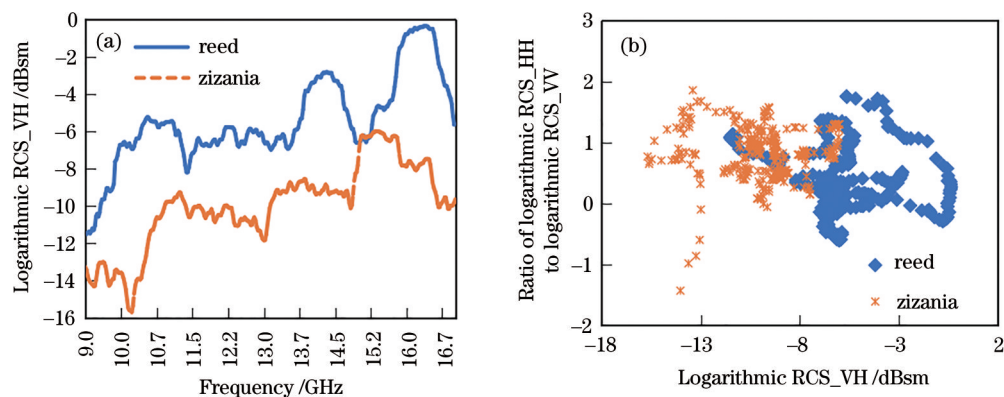 (a)
reed
zizania
Logarithmic RCS_VH /dBsm
0
−2
−4
−6
−8
−10
−12
−14
−16
9.0
10.0
10.7
11.5
12.2
13.0
13.7
14.5
15.2
16.0
16.7
Frequency /GHz
(b)
Ratio of logarithmic RCS_HH
to logarithmic RCS_VV
3
2
1
0
−1
−2
reed
zizania
−18
−13
−8
−3
2
Logarithmic RCS_VH /dBsm